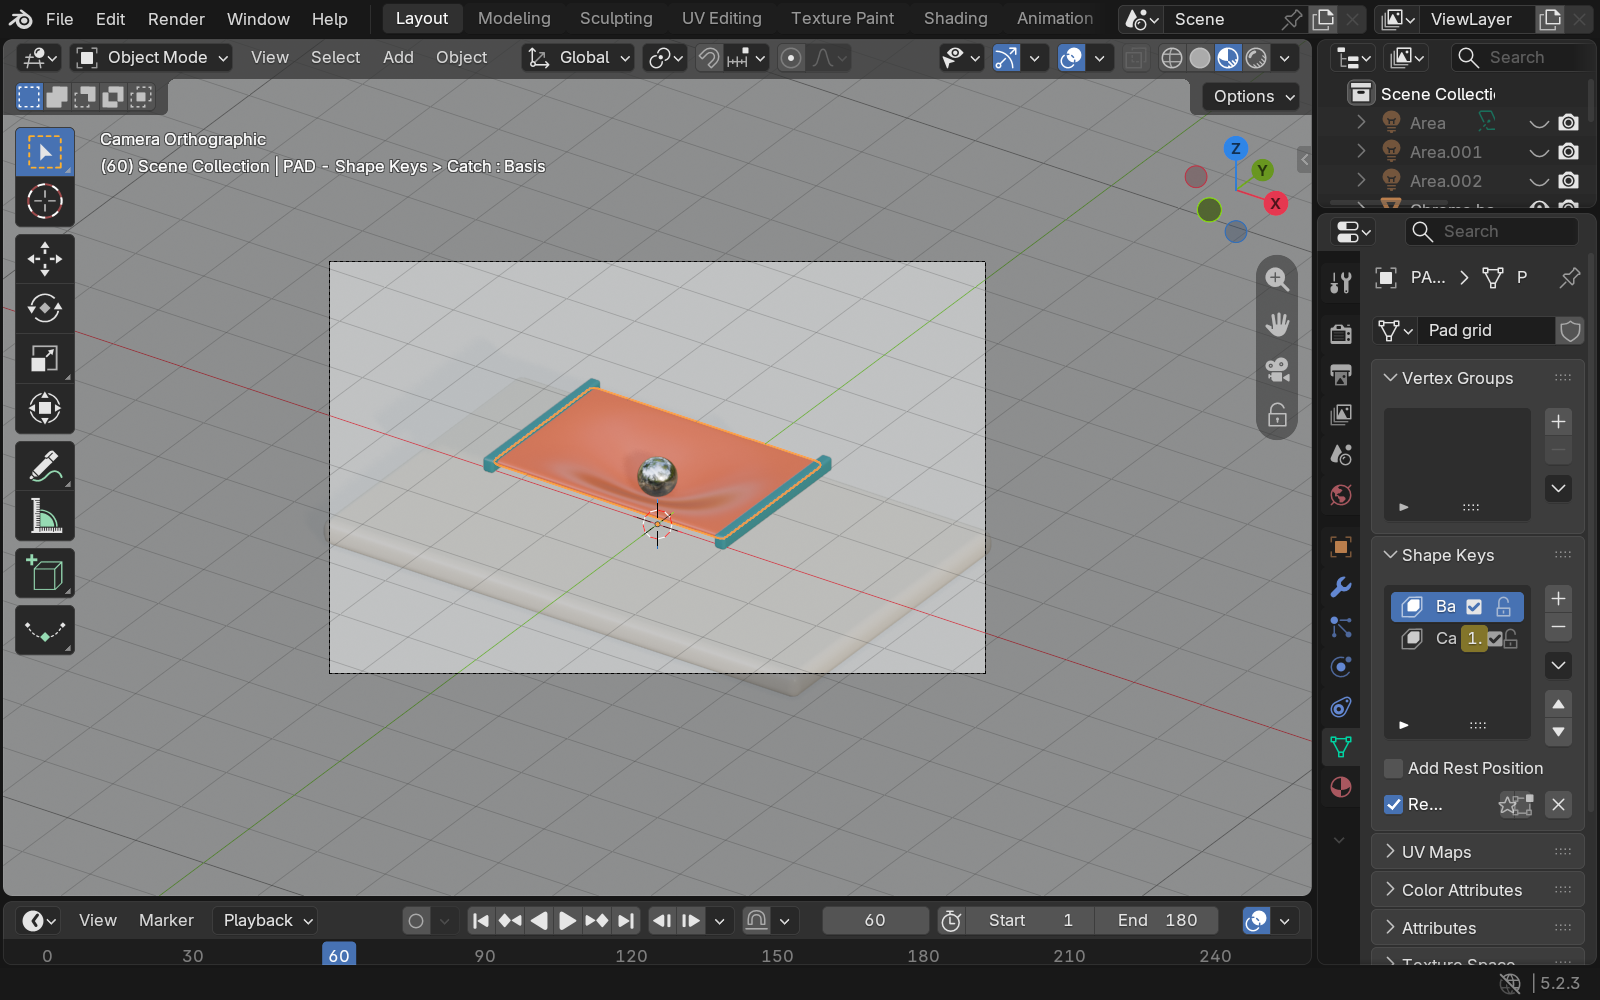 File Edit Render Window Help Layout Modeling Sculpting UV Editing Texture Paint Shading Animation Scene ViewLayer
Object Mode View Select Add Object Global Search
Options
Camera Orthographic
(60) Scene Collection | PAD - Shape Keys > Catch : Basis
Z
Y
X
Scene Collecti
Area
Area.001
Area.002
Search
PA... P
Pad grid
Vertex Groups
Shape Keys
Ba
Ca 1.
Add Rest Position
Re...
UV Maps
Color Attributes
Attributes
View Marker Playback 60 Start 1 End 180
0 30 60 90 120 150 180 210 240
5.2.3